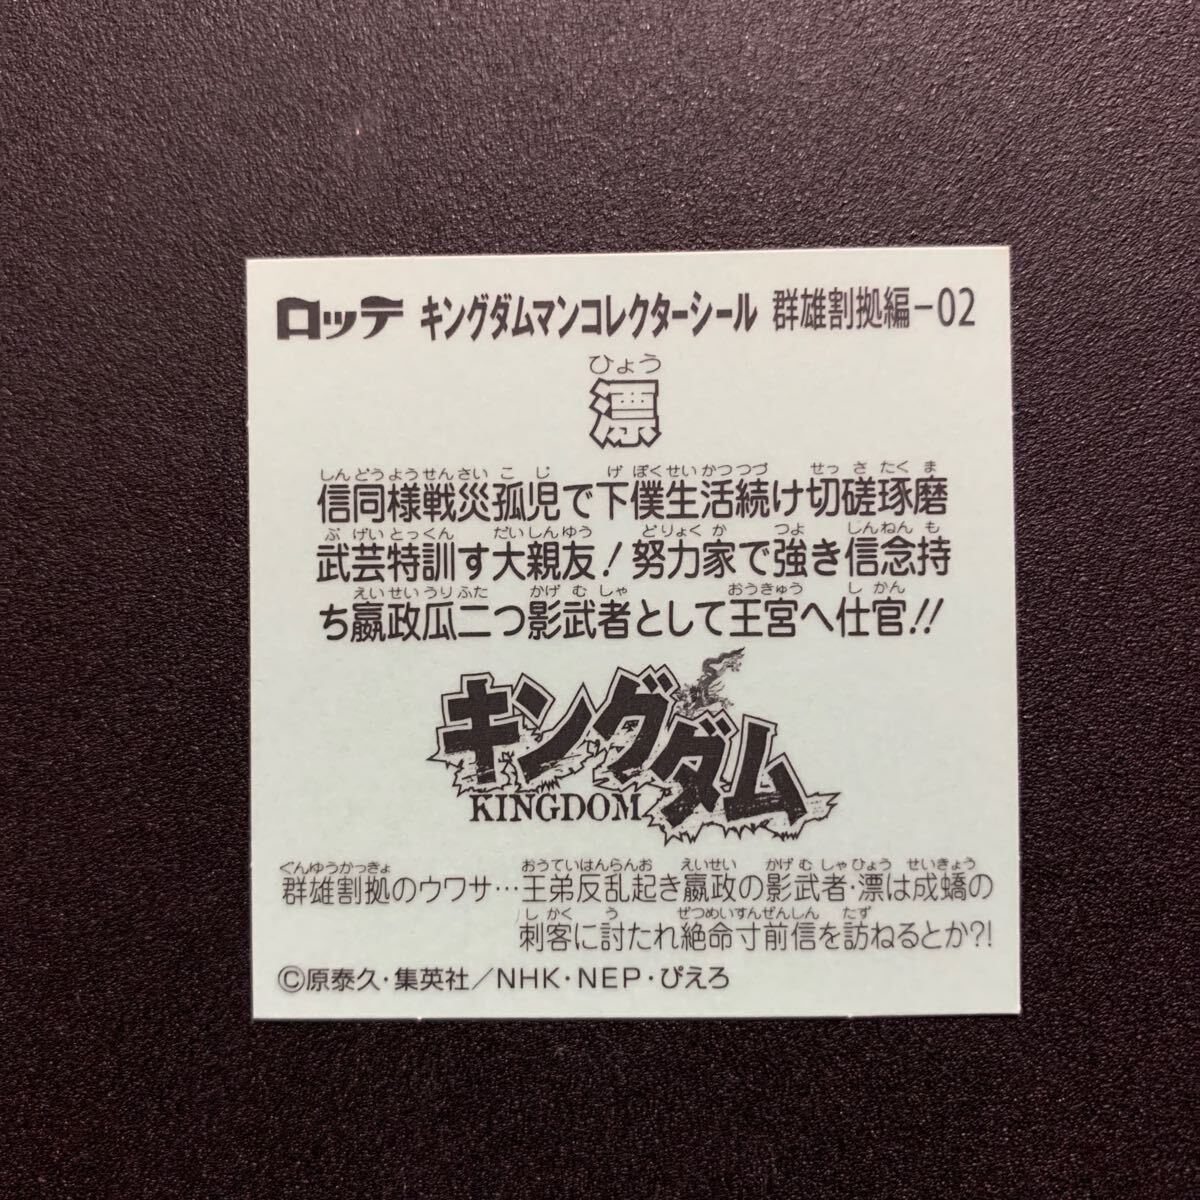 ロッテ キングダムマンコレクターシール 群雄割拠編-02
ひょう
漂
しんどうようせんさいこじ げぼくせいかつつづ せっさたくま
信同様戦災孤児で下僕生活続け切磋琢磨
ぶげいとっくん だいしんゆう どりょくか つよ しんねんも
武芸特訓す大親友！努力家で強き信念持
えいせいうりふた かげむしゃ おうきゅう しかん
ち嬴政瓜二つ影武者として王宮へ仕官!!
キングダム
KINGDOM
ぐんゆうかっきょ おうていはんらんお えいせい かげむしゃひょう せいきょう
群雄割拠のウワサ…王弟反乱起き嬴政の影武者・漂は成蟜の
しかく う ぜつめいすんぜんしん たず
刺客に討たれ絶命寸前信を訪ねるとか?!
©原泰久・集英社／NHK・NEP・ぴえろ